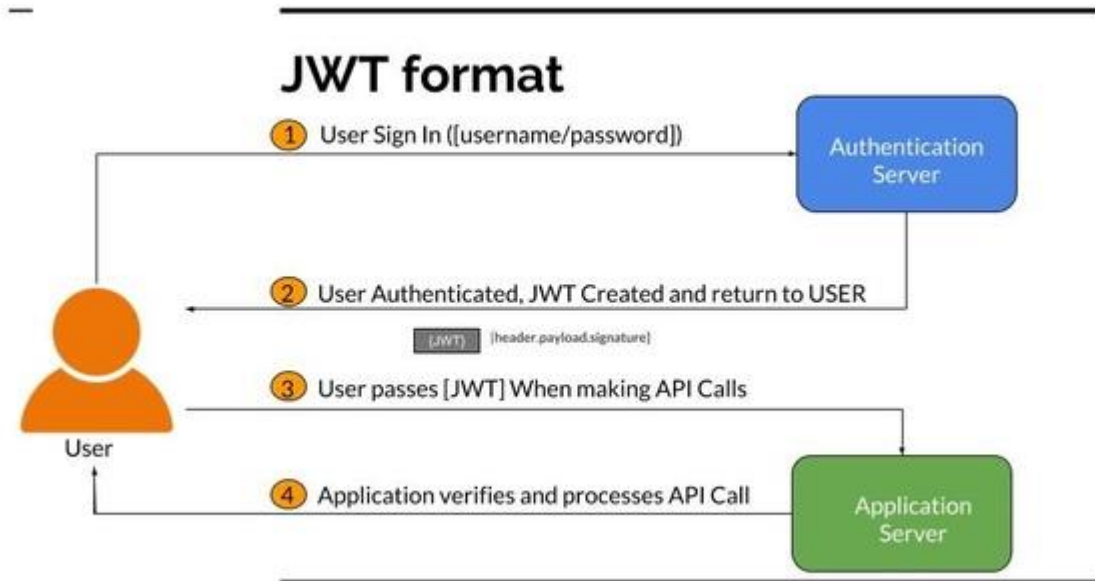 JWT format
1 User Sign In ([username/password])
Authentication
Server
2 User Authenticated, JWT Created and return to USER
{JWT} [header.payload.signature]
3 User passes [JWT] When making API Calls
User
4 Application verifies and processes API Call
Application
Server